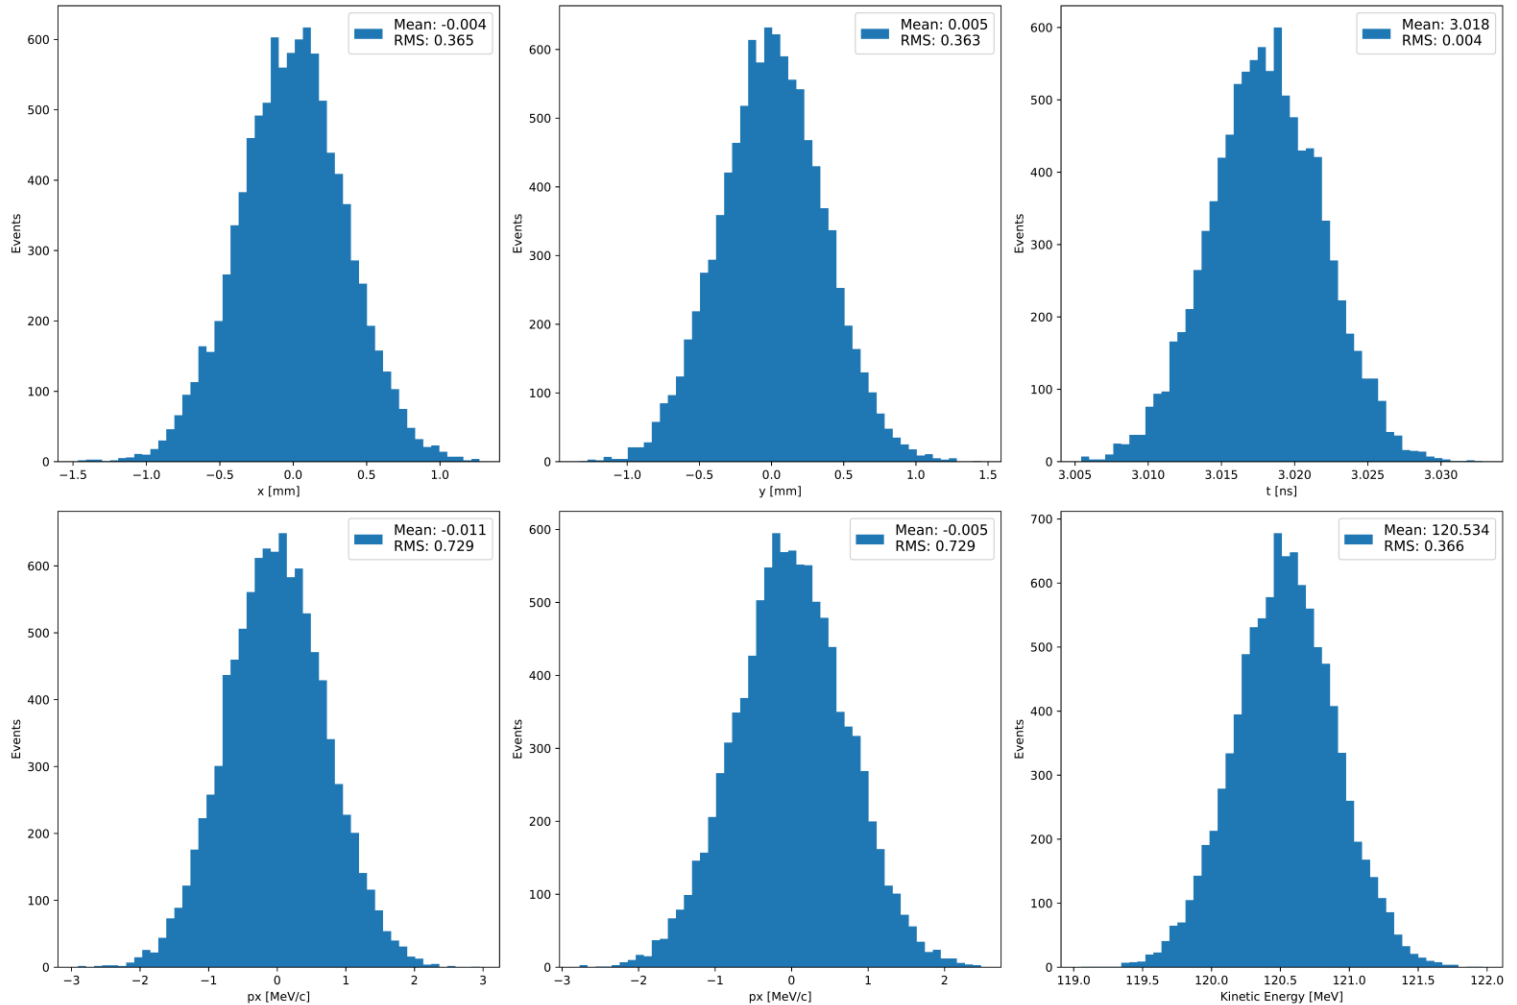 Mean: -0.004
RMS: 0.365
Events
600
500
400
300
200
100
0
−1.5 −1.0 −0.5 0.0 0.5 1.0
x [mm]
Mean: 0.005
RMS: 0.363
Events
600
500
400
300
200
100
0
−1.0 −0.5 0.0 0.5 1.0 1.5
y [mm]
Mean: 3.018
RMS: 0.004
Events
600
500
400
300
200
100
0
3.005 3.010 3.015 3.020 3.025 3.030
t [ns]
Mean: -0.011
RMS: 0.729
Events
600
500
400
300
200
100
0
−3 −2 −1 0 1 2 3
px [MeV/c]
Mean: -0.005
RMS: 0.729
Events
600
500
400
300
200
100
0
−3 −2 −1 0 1 2
px [MeV/c]
Mean: 120.534
RMS: 0.366
Events
700
600
500
400
300
200
100
0
119.0 119.5 120.0 120.5 121.0 121.5 122.0
Kinetic Energy [MeV]